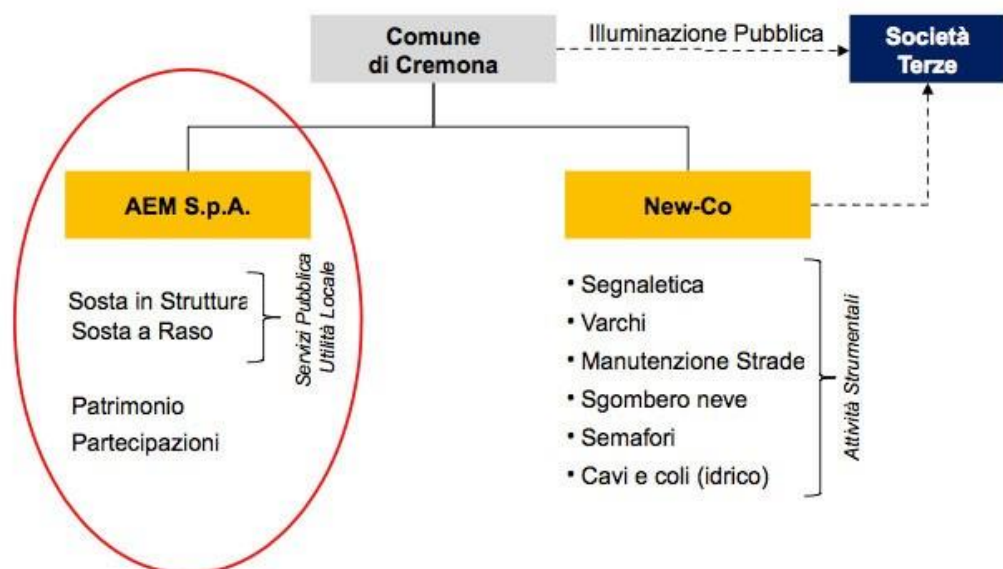 Comune
di Cremona
Illuminazione Pubblica
Società
Terze
AEM S.p.A.
Sosta in Struttura
Sosta a Raso
Servizi Pubblica
Utilità Locale
Patrimonio
Partecipazioni
New-Co
• Segnaletica
• Varchi
• Manutenzione Strade
• Sgombero neve
• Semafori
• Cavi e coli (idrico)
Attività Strumentali